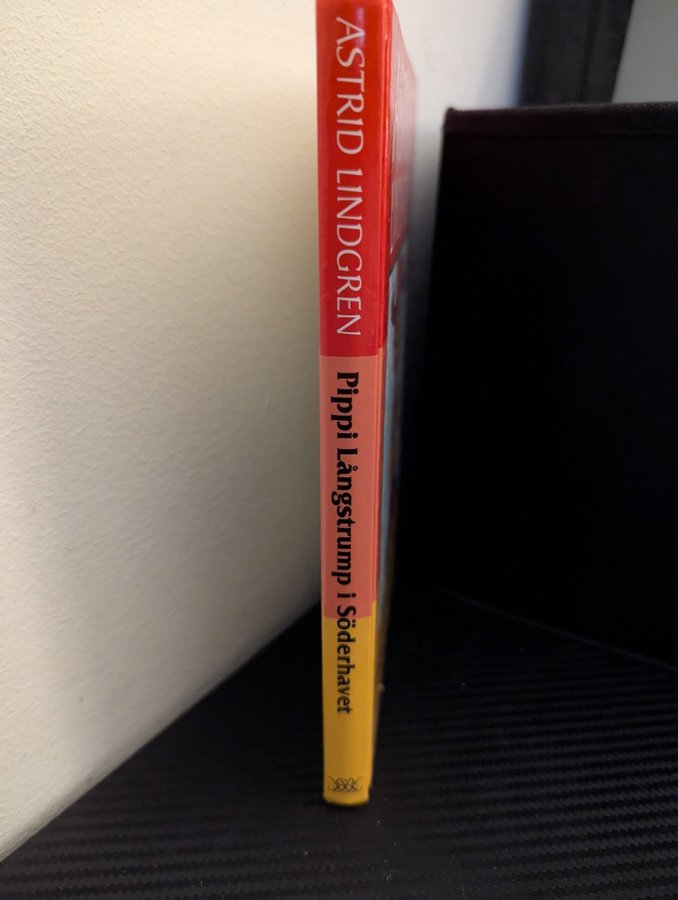 ASTRID LINDGREN
Pippi Långstrump i Söderhavet